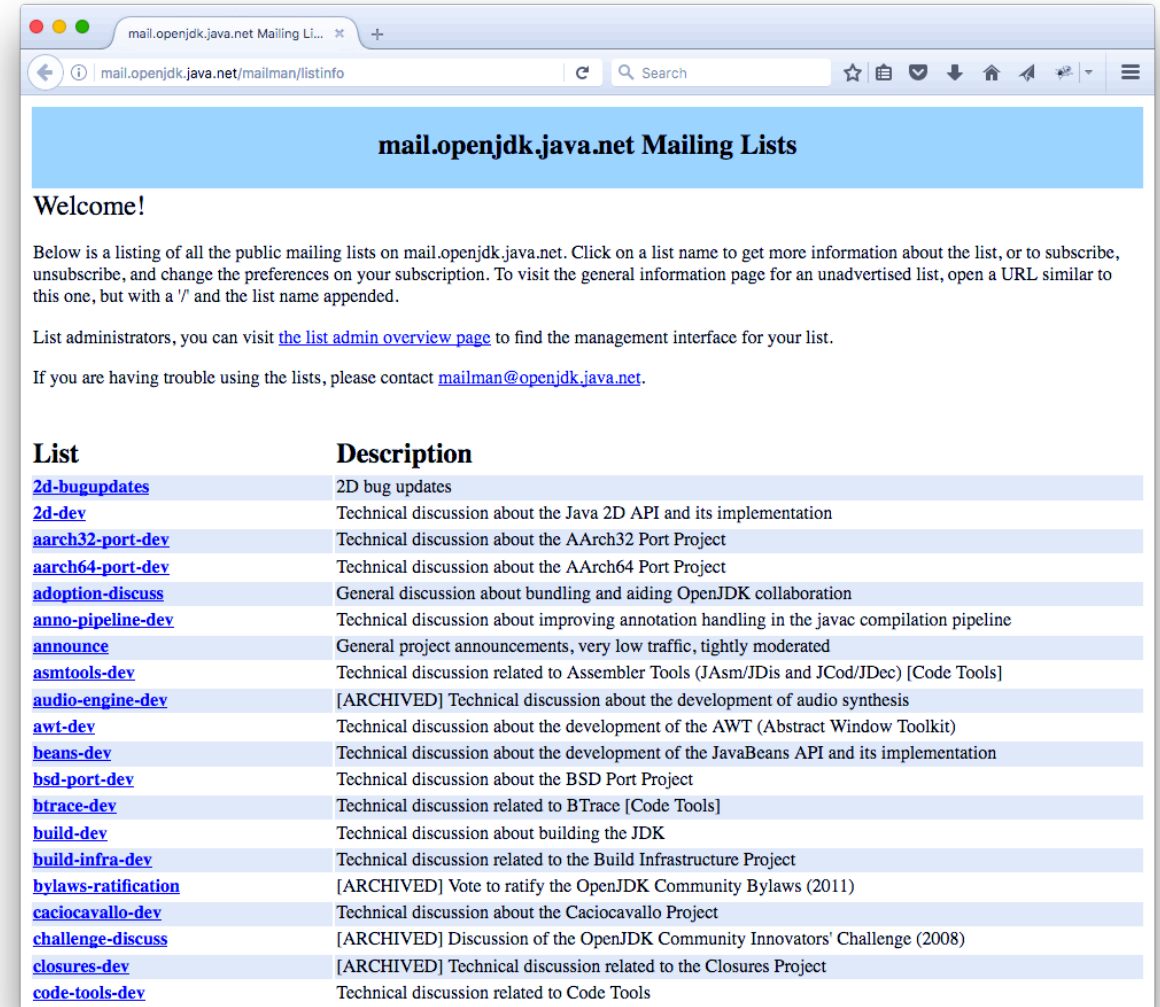 mail.openjdk.java.net Mailing Li...
mail.openjdk.java.net/mailman/listinfo
Search
mail.openjdk.java.net Mailing Lists
Welcome!
Below is a listing of all the public mailing lists on mail.openjdk.java.net. Click on a list name to get more information about the list, or to subscribe,
unsubscribe, and change the preferences on your subscription. To visit the general information page for an unadvertised list, open a URL similar to
this one, but with a '/' and the list name appended.
List administrators, you can visit the list admin overview page to find the management interface for your list.
If you are having trouble using the lists, please contact mailman@openjdk.java.net.
List Description
2d-bugupdates 2D bug updates
2d-dev Technical discussion about the Java 2D API and its implementation
aarch32-port-dev Technical discussion about the AArch32 Port Project
aarch64-port-dev Technical discussion about the AArch64 Port Project
adoption-discuss General discussion about bundling and aiding OpenJDK collaboration
anno-pipeline-dev Technical discussion about improving annotation handling in the javac compilation pipeline
announce General project announcements, very low traffic, tightly moderated
asmtools-dev Technical discussion related to Assembler Tools (JAsm/JDis and JCod/JDec) [Code Tools]
audio-engine-dev [ARCHIVED] Technical discussion about the development of audio synthesis
awt-dev Technical discussion about the development of the AWT (Abstract Window Toolkit)
beans-dev Technical discussion about the development of the JavaBeans API and its implementation
bsd-port-dev Technical discussion about the BSD Port Project
btrace-dev Technical discussion related to BTrace [Code Tools]
build-dev Technical discussion about building the JDK
build-infra-dev Technical discussion related to the Build Infrastructure Project
bylaws-ratification [ARCHIVED] Vote to ratify the OpenJDK Community Bylaws (2011)
caciocavallo-dev Technical discussion about the Caciocavallo Project
challenge-discuss [ARCHIVED] Discussion of the OpenJDK Community Innovators' Challenge (2008)
closures-dev [ARCHIVED] Technical discussion related to the Closures Project
code-tools-dev Technical discussion related to Code Tools